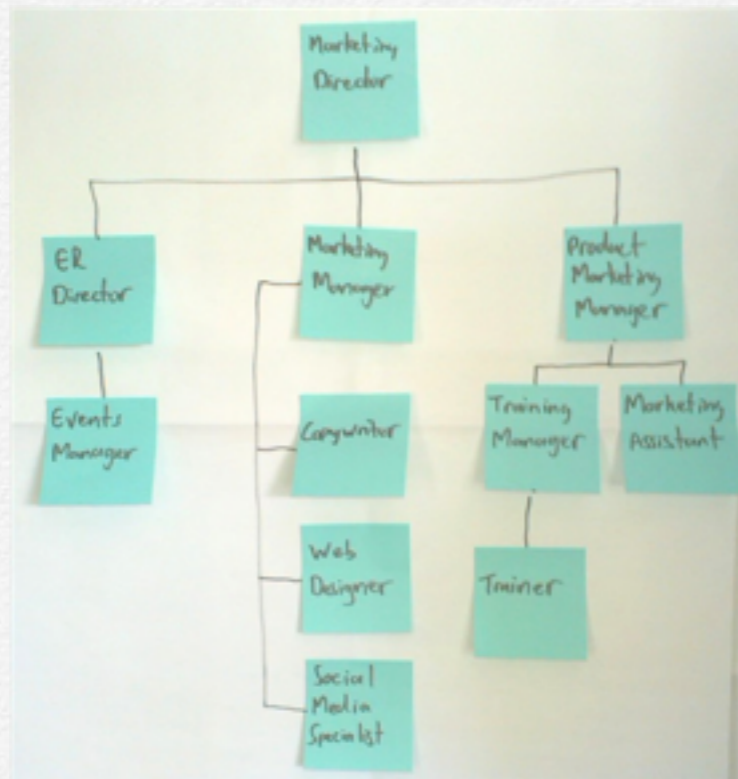 Marketing
Director
ER
Director
Marketing
Manager
Product
Marketing
Manager
Events
Manager
Copywritor
Training
Manager
Marketing
Assistant
Web
Designer
Trainer
Social
Media
Specialist